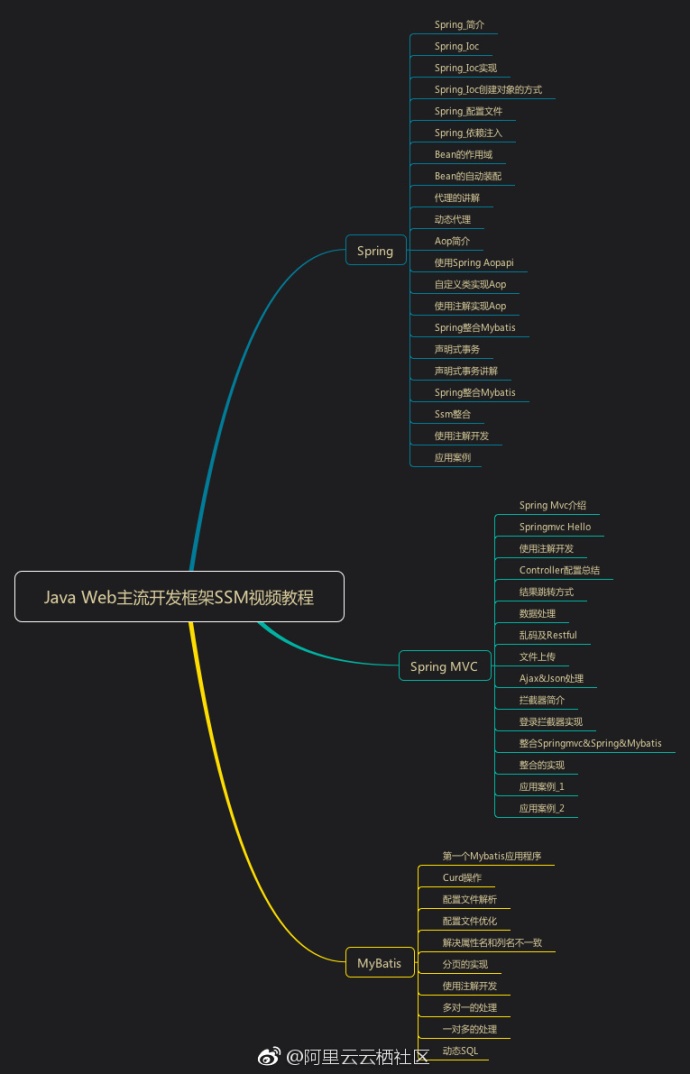 Spring_简介
Spring_Ioc
Spring_Ioc实现
Spring_Ioc创建对象的方式
Spring_配置文件
Spring_依赖注入
Bean的作用域
Bean的自动装配
代理的讲解
动态代理
Aop简介
Spring
使用Spring Aopapi
自定义类实现Aop
使用注解实现Aop
Spring整合Mybatis
声明式事务
声明式事务讲解
Spring整合Mybatis
Ssm整合
使用注解开发
应用案例
Java Web主流开发框架SSM视频教程
Spring Mvc介绍
Springmvc Hello
使用注解开发
Controller配置总结
结果跳转方式
数据处理
乱码及Restful
文件上传
Spring MVC
Ajax&Json处理
拦截器简介
登录拦截器实现
整合Springmvc&Spring&Mybatis
整合的实现
应用案例_1
应用案例_2
第一个Mybatis应用程序
Curd操作
配置文件解析
配置文件优化
解决属性名和列名不一致
MyBatis
分页的实现
使用注解开发
多对一的处理
一对多的处理
动态SQL
@阿里云云栖社区